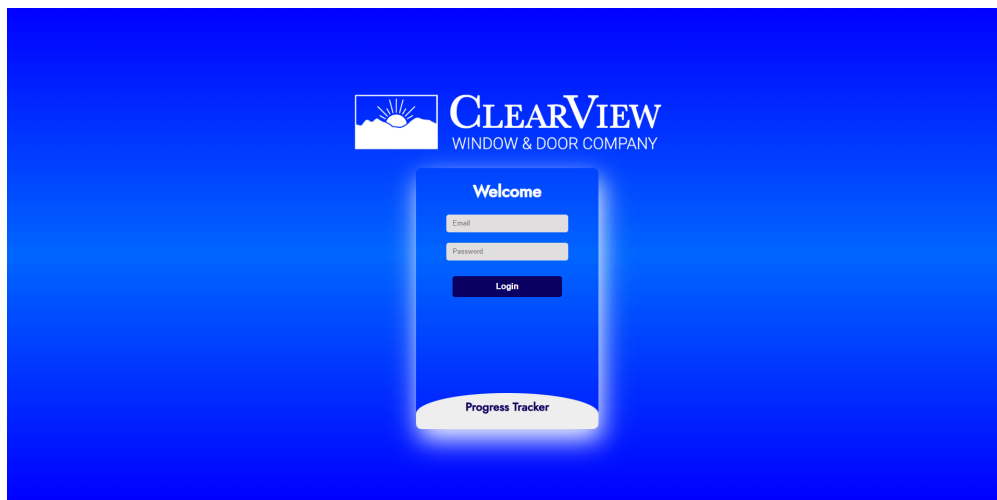 ClearView
WINDOW & DOOR COMPANY
Welcome
Email
Password
Login
Progress Tracker